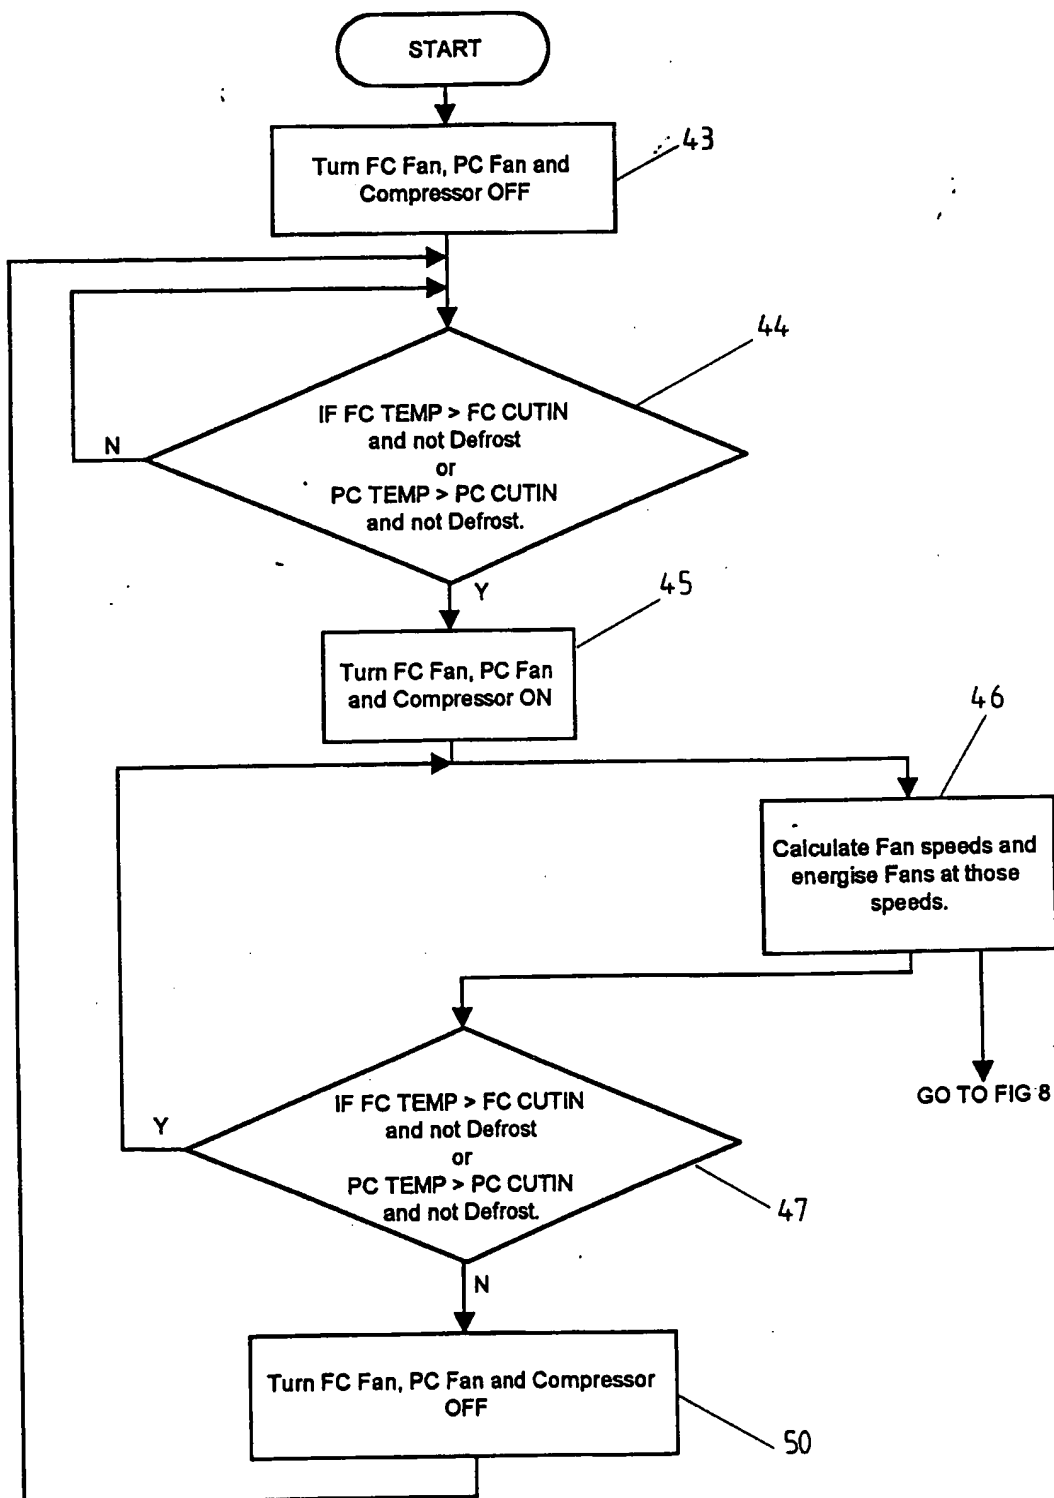 START
Turn FC Fan, PC Fan and
Compressor OFF
43
44
IF FC TEMP > FC CUTIN
and not Defrost
or
PC TEMP > PC CUTIN
and not Defrost.
N
Y
45
Turn FC Fan, PC Fan
and Compressor ON
46
Calculate Fan speeds and
energise Fans at those
speeds.
GO TO FIG 8
Y
IF FC TEMP > FC CUTIN
and not Defrost
or
PC TEMP > PC CUTIN
and not Defrost.
47
N
Turn FC Fan, PC Fan and Compressor
OFF
50